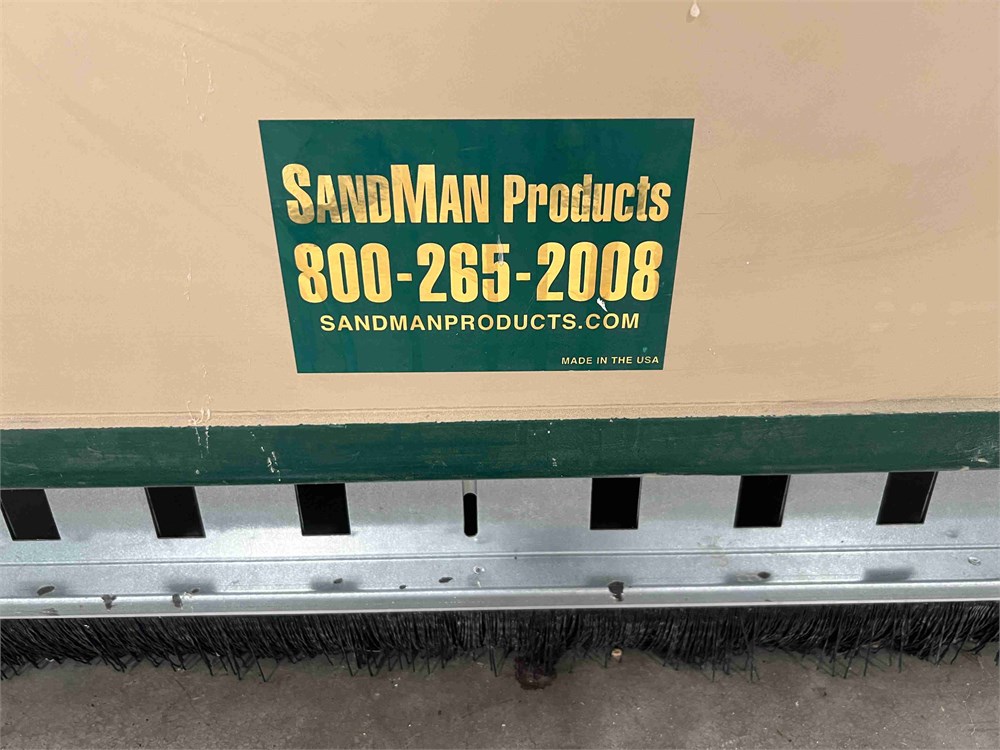 SANDMAN Products
800-265-2008
SANDMANPRODUCTS.COM
MADE IN THE USA